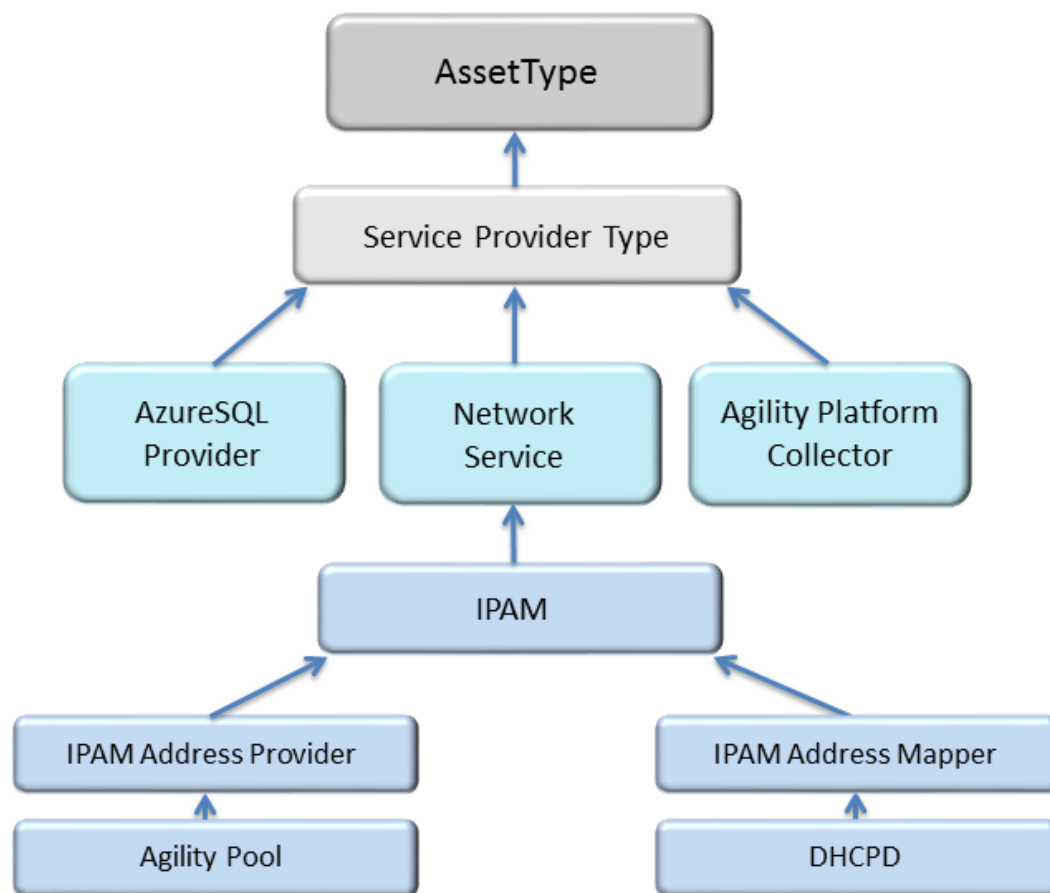 AssetType
Service Provider Type
AzureSQL
Provider
Network
Service
Agility Platform
Collector
IPAM
IPAM Address Provider
IPAM Address Mapper
Agility Pool
DHCPD